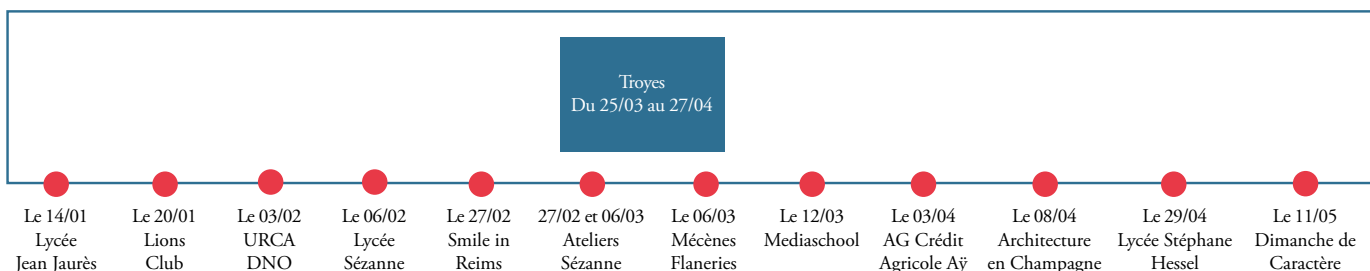 Troyes
Du 25/03 au 27/04
Le 14/01
Lycée
Jean Jaurès
Le 20/01
Lions
Club
Le 03/02
URCA
DNO
Le 06/02
Lycée
Sézanne
Le 27/02
Smile in
Reims
27/02 et 06/03
Ateliers
Sézanne
Le 06/03
Mécènes
Flaneries
Le 12/03
Mediaschool
Le 03/04
AG Crédit
Agricole Aÿ
Le 08/04
Architecture
en Champagne
Le 29/04
Lycée Stéphane
Hessel
Le 11/05
Dimanche de
Caractère